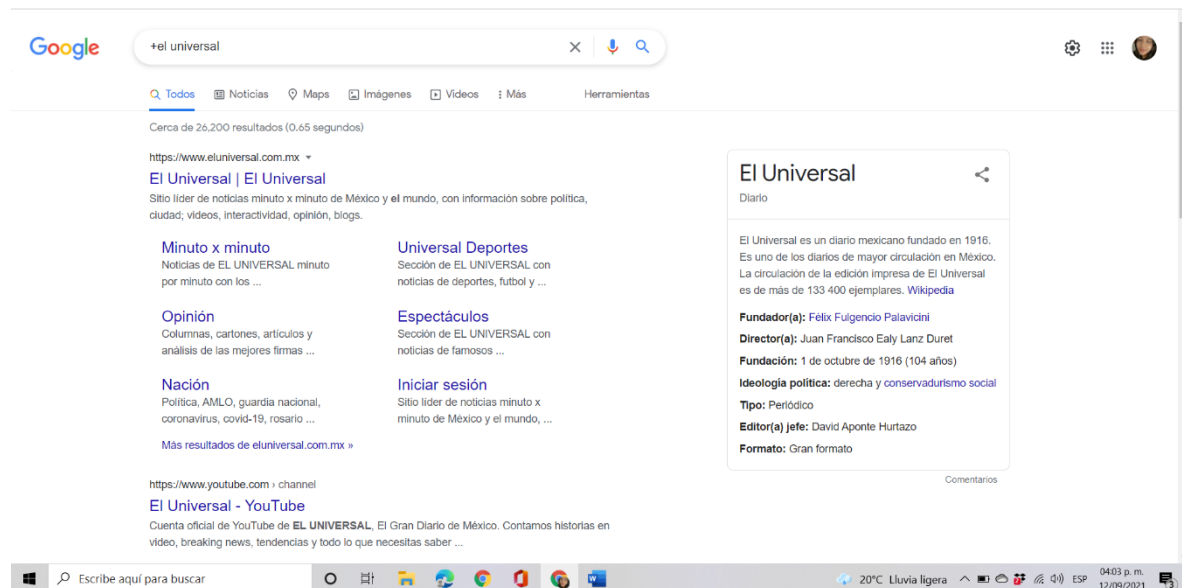 Google
+el universal
Todos Noticias Maps Imágenes Videos Más Herramientas
Cerca de 26,200 resultados (0.65 segundos)
https://www.eluniversal.com.mx
El Universal | El Universal
Sitio líder de noticias minuto x minuto de México y el mundo, con información sobre política,
ciudad; videos, interactividad, opinión, blogs.
Minuto x minuto
Noticias de EL UNIVERSAL minuto
por minuto con los ...
Universal Deportes
Sección de EL UNIVERSAL con
noticias de deportes, futbol y ...
Opinión
Columnas, cartones, artículos y
análisis de las mejores firmas ...
Espectáculos
Sección de EL UNIVERSAL con
noticias de famosos ...
Nación
Política, AMLO, guardia nacional,
coronavirus, covid-19, rosario ...
Iniciar sesión
Sitio líder de noticias minuto x
minuto de México y el mundo, ...
Más resultados de eluniversal.com.mx »
https://www.youtube.com › channel
El Universal - YouTube
Cuenta oficial de YouTube de EL UNIVERSAL, El Gran Diario de México. Contamos historias en
video, breaking news, tendencias y todo lo que necesitas saber ...
El Universal
Diario
El Universal es un diario mexicano fundado en 1916.
Es uno de los diarios de mayor circulación en México.
La circulación de la edición impresa de El Universal
es de más de 133 400 ejemplares. Wikipedia
Fundador(a): Félix Fulgencio Palavicini
Director(a): Juan Francisco Ealy Lanz Duret
Fundación: 1 de octubre de 1916 (104 años)
Ideología política: derecha y conservadurismo social
Tipo: Periódico
Editor(a) jefe: David Aponte Hurtazo
Formato: Gran formato
Comentarios
Escribe aquí para buscar
20°C Lluvia ligera
ESP
04:03 p. m.
12/09/2021
3